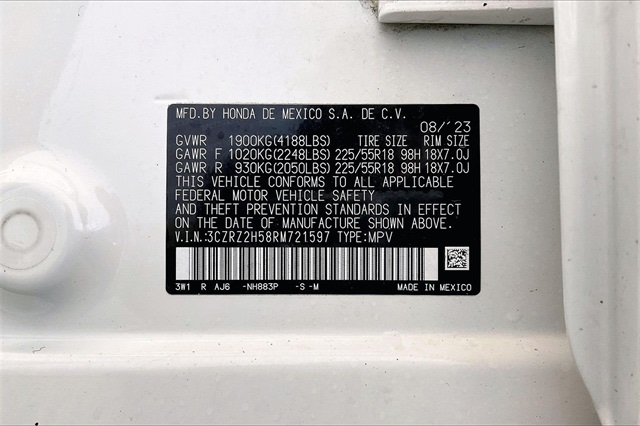 MFD.BY HONDA DE MEXICO S.A. DE C.V.
08/'23
GVWR 1900KG(4188LBS) TIRE SIZE RIM SIZE
GAWR F 1020KG(2248LBS) 225/55R18 98H 18X7.0J
GAWR R 930KG(2050LBS) 225/55R18 98H 18X7.0J
THIS VEHICLE CONFORMS TO ALL APPLICABLE
FEDERAL MOTOR VEHICLE SAFETY
AND THEFT PREVENTION STANDARDS IN EFFECT
ON THE DATE OF MANUFACTURE SHOWN ABOVE.
V.I.N.:3CZRZ2H58RM721597 TYPE:MPV
3W1 R AJ6 -NH883P -S -M MADE IN MEXICO